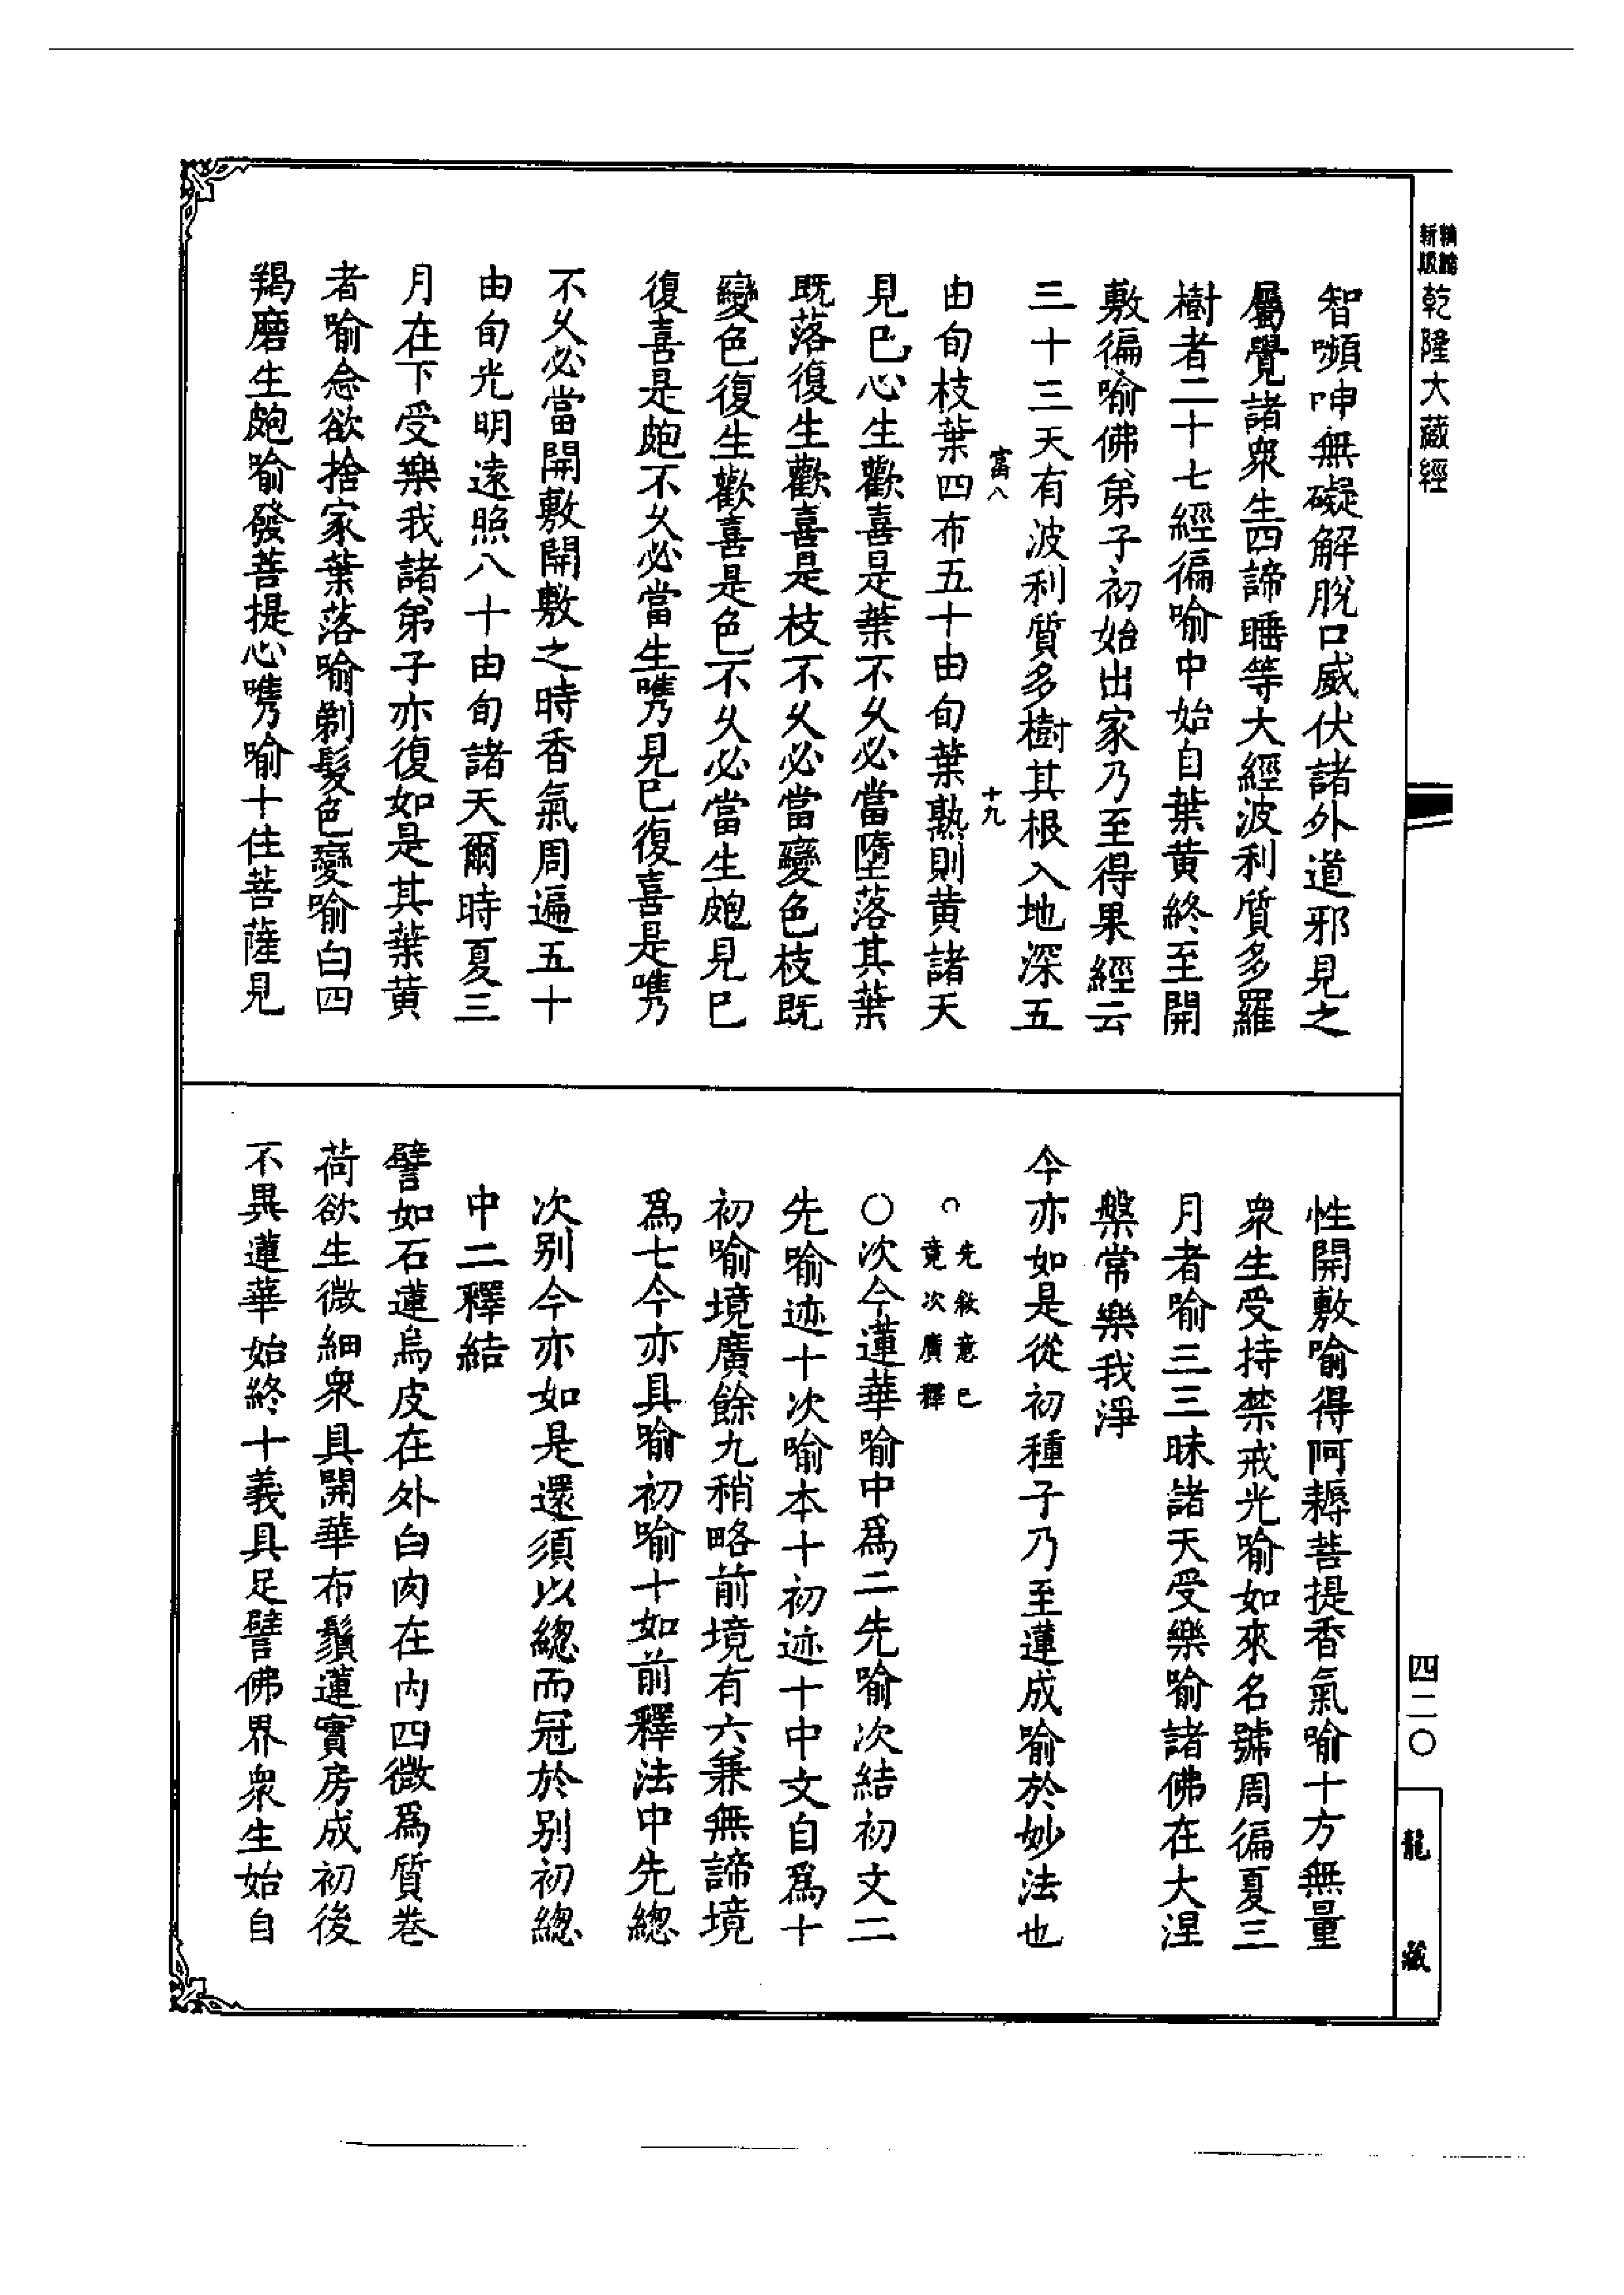 精縮
新版
乾隆大藏經
智嚬呻無礙解脫口威伏諸外道邪見之
屬覺諸衆生四諦睡等大經波利質多羅
樹者二十七經徧喻中始自葉黃終至開
敷徧喻佛弟子初始出家乃至得果經云
三十三天有波利質多樹其根入地深五
富八
十九
由旬枝葉四布五十由旬葉熟則黃諸天
見已心生歡喜是葉不久必當墮落其葉
既落復生歡喜是枝不久必當變色枝既
變色復生歡喜是色不久必當生皰見已
復喜是皰不久必當生㗿見已復喜是㗿
不久必當開敷開敷之時香氣周遍五十
由旬光明遠照八十由旬諸天爾時夏三
月在下受樂我諸弟子亦復如是其葉黃
者喻念欲捨家葉落喻剃髮色變喻白四
羯磨生皰喻發菩提心㗿喻十住菩薩見
性開敷喻得阿耨菩提香氣喻十方無量
衆生受持禁戒光喻如來名號周徧夏三
月者喻三三昧諸天受樂喻諸佛在大涅
槃常樂我淨
今亦如是從初種子乃至蓮成喻於妙法也
○先敘意已
竟次廣釋
○次今蓮華喻中爲二先喻次結初文二
先喻迹十次喻本十初迹十中文自爲十
初喻境廣餘九稍略前境有六兼無諦境
爲七今亦具喻初喻十如前釋法中先總
次別今亦如是還須以總而冠於別初總
中二釋結
譬如石蓮烏皮在外白肉在內四微爲質卷
荷欲生微細衆具開華布鬚蓮實房成初後
不異蓮華始終十義具足譬佛界衆生始自
四二〇
龍藏